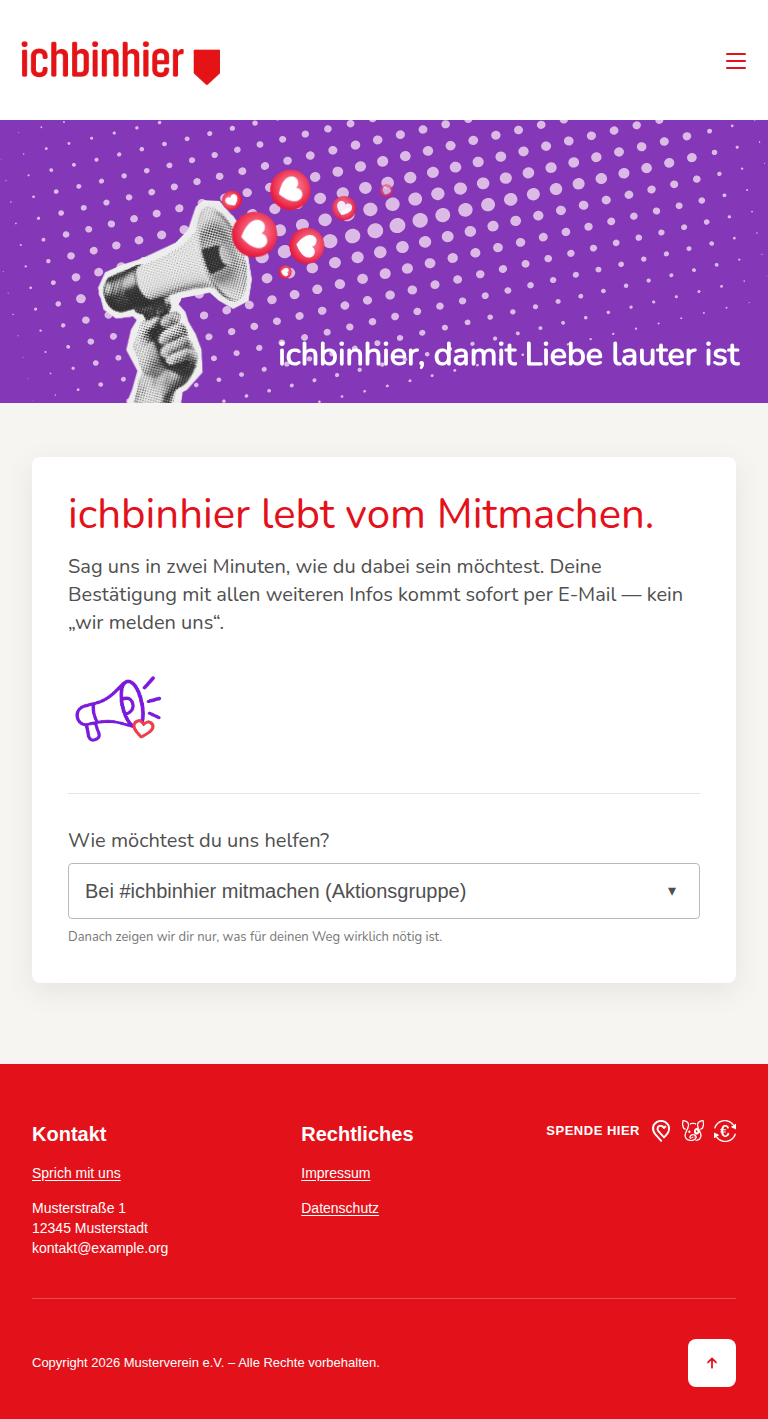 ichbinhier
ichbinhier, damit Liebe lauter ist
ichbinhier lebt vom Mitmachen.
Sag uns in zwei Minuten, wie du dabei sein möchtest. Deine
Bestätigung mit allen weiteren Infos kommt sofort per E-Mail — kein
„wir melden uns“.
Wie möchtest du uns helfen?
Bei #ichbinhier mitmachen (Aktionsgruppe)
Danach zeigen wir dir nur, was für deinen Weg wirklich nötig ist.
Kontakt
Sprich mit uns
Musterstraße 1
12345 Musterstadt
kontakt@example.org
Rechtliches
Impressum
Datenschutz
SPENDE HIER
Copyright 2026 Musterverein e.V. – Alle Rechte vorbehalten.